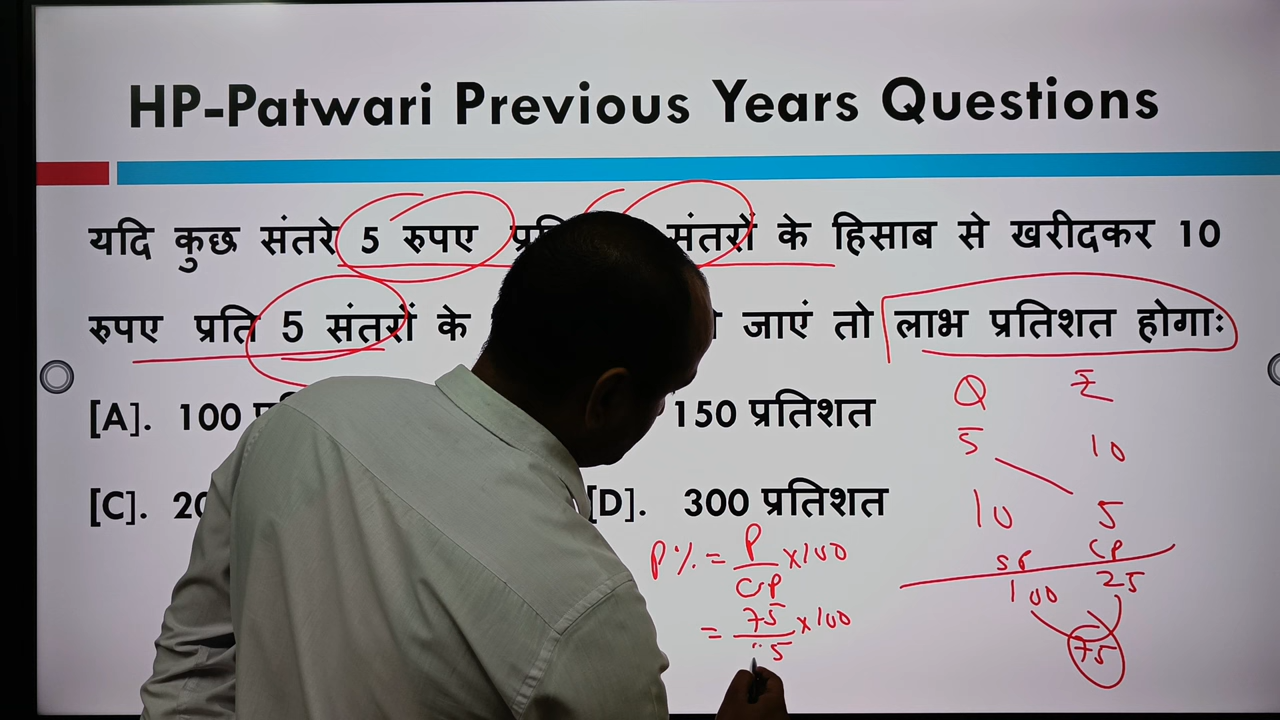 HP-Patwari Previous Years Questions
यदि कुछ संतरे 5 रुपए संतरों के हिसाब से खरीदकर 10
रुपए प्रति 5 संतरों के जाएं तो लाभ प्रतिशत होगाः
[A]. 100 150 प्रतिशत
[C]. [D]. 300 प्रतिशत
Q ₹
5 10
10 5
SP CP
100 25
75
P% = P/CP ×100
= 75/25 ×100